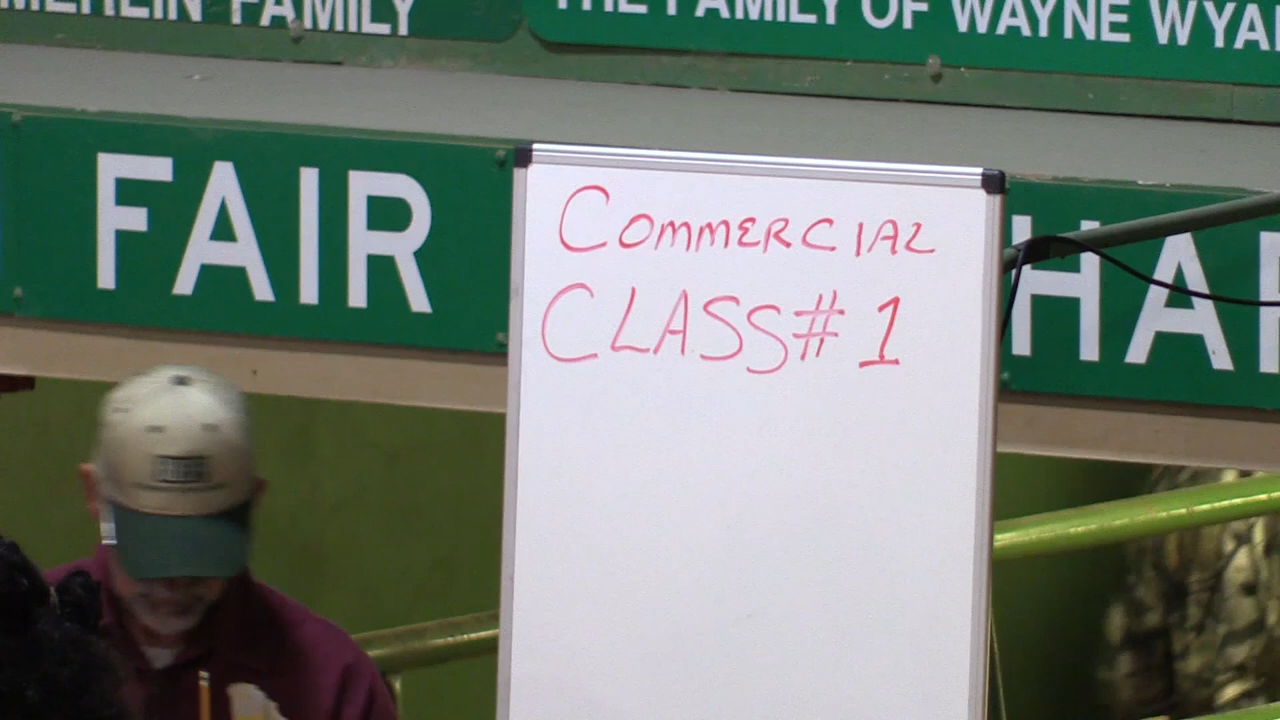 FAMILY
THE FAMILY OF WAYNE
FAIR
COMMERCIAL
CLASS #1